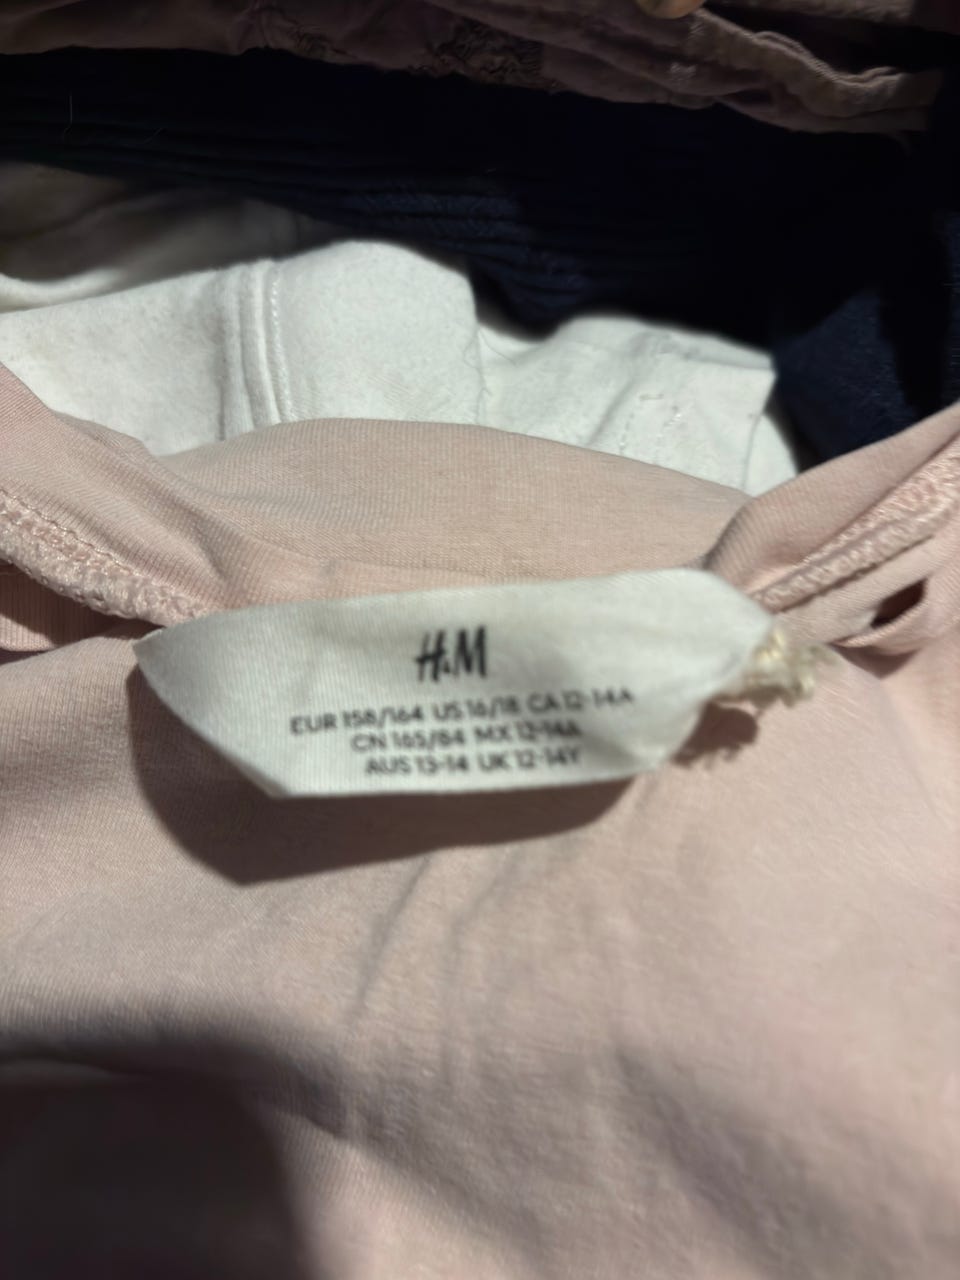 H&M
EUR 158/164 US 16/18 CA 12-14A
CN 165/84 MX 12-14A
AUS 13-14 UK 12-14Y